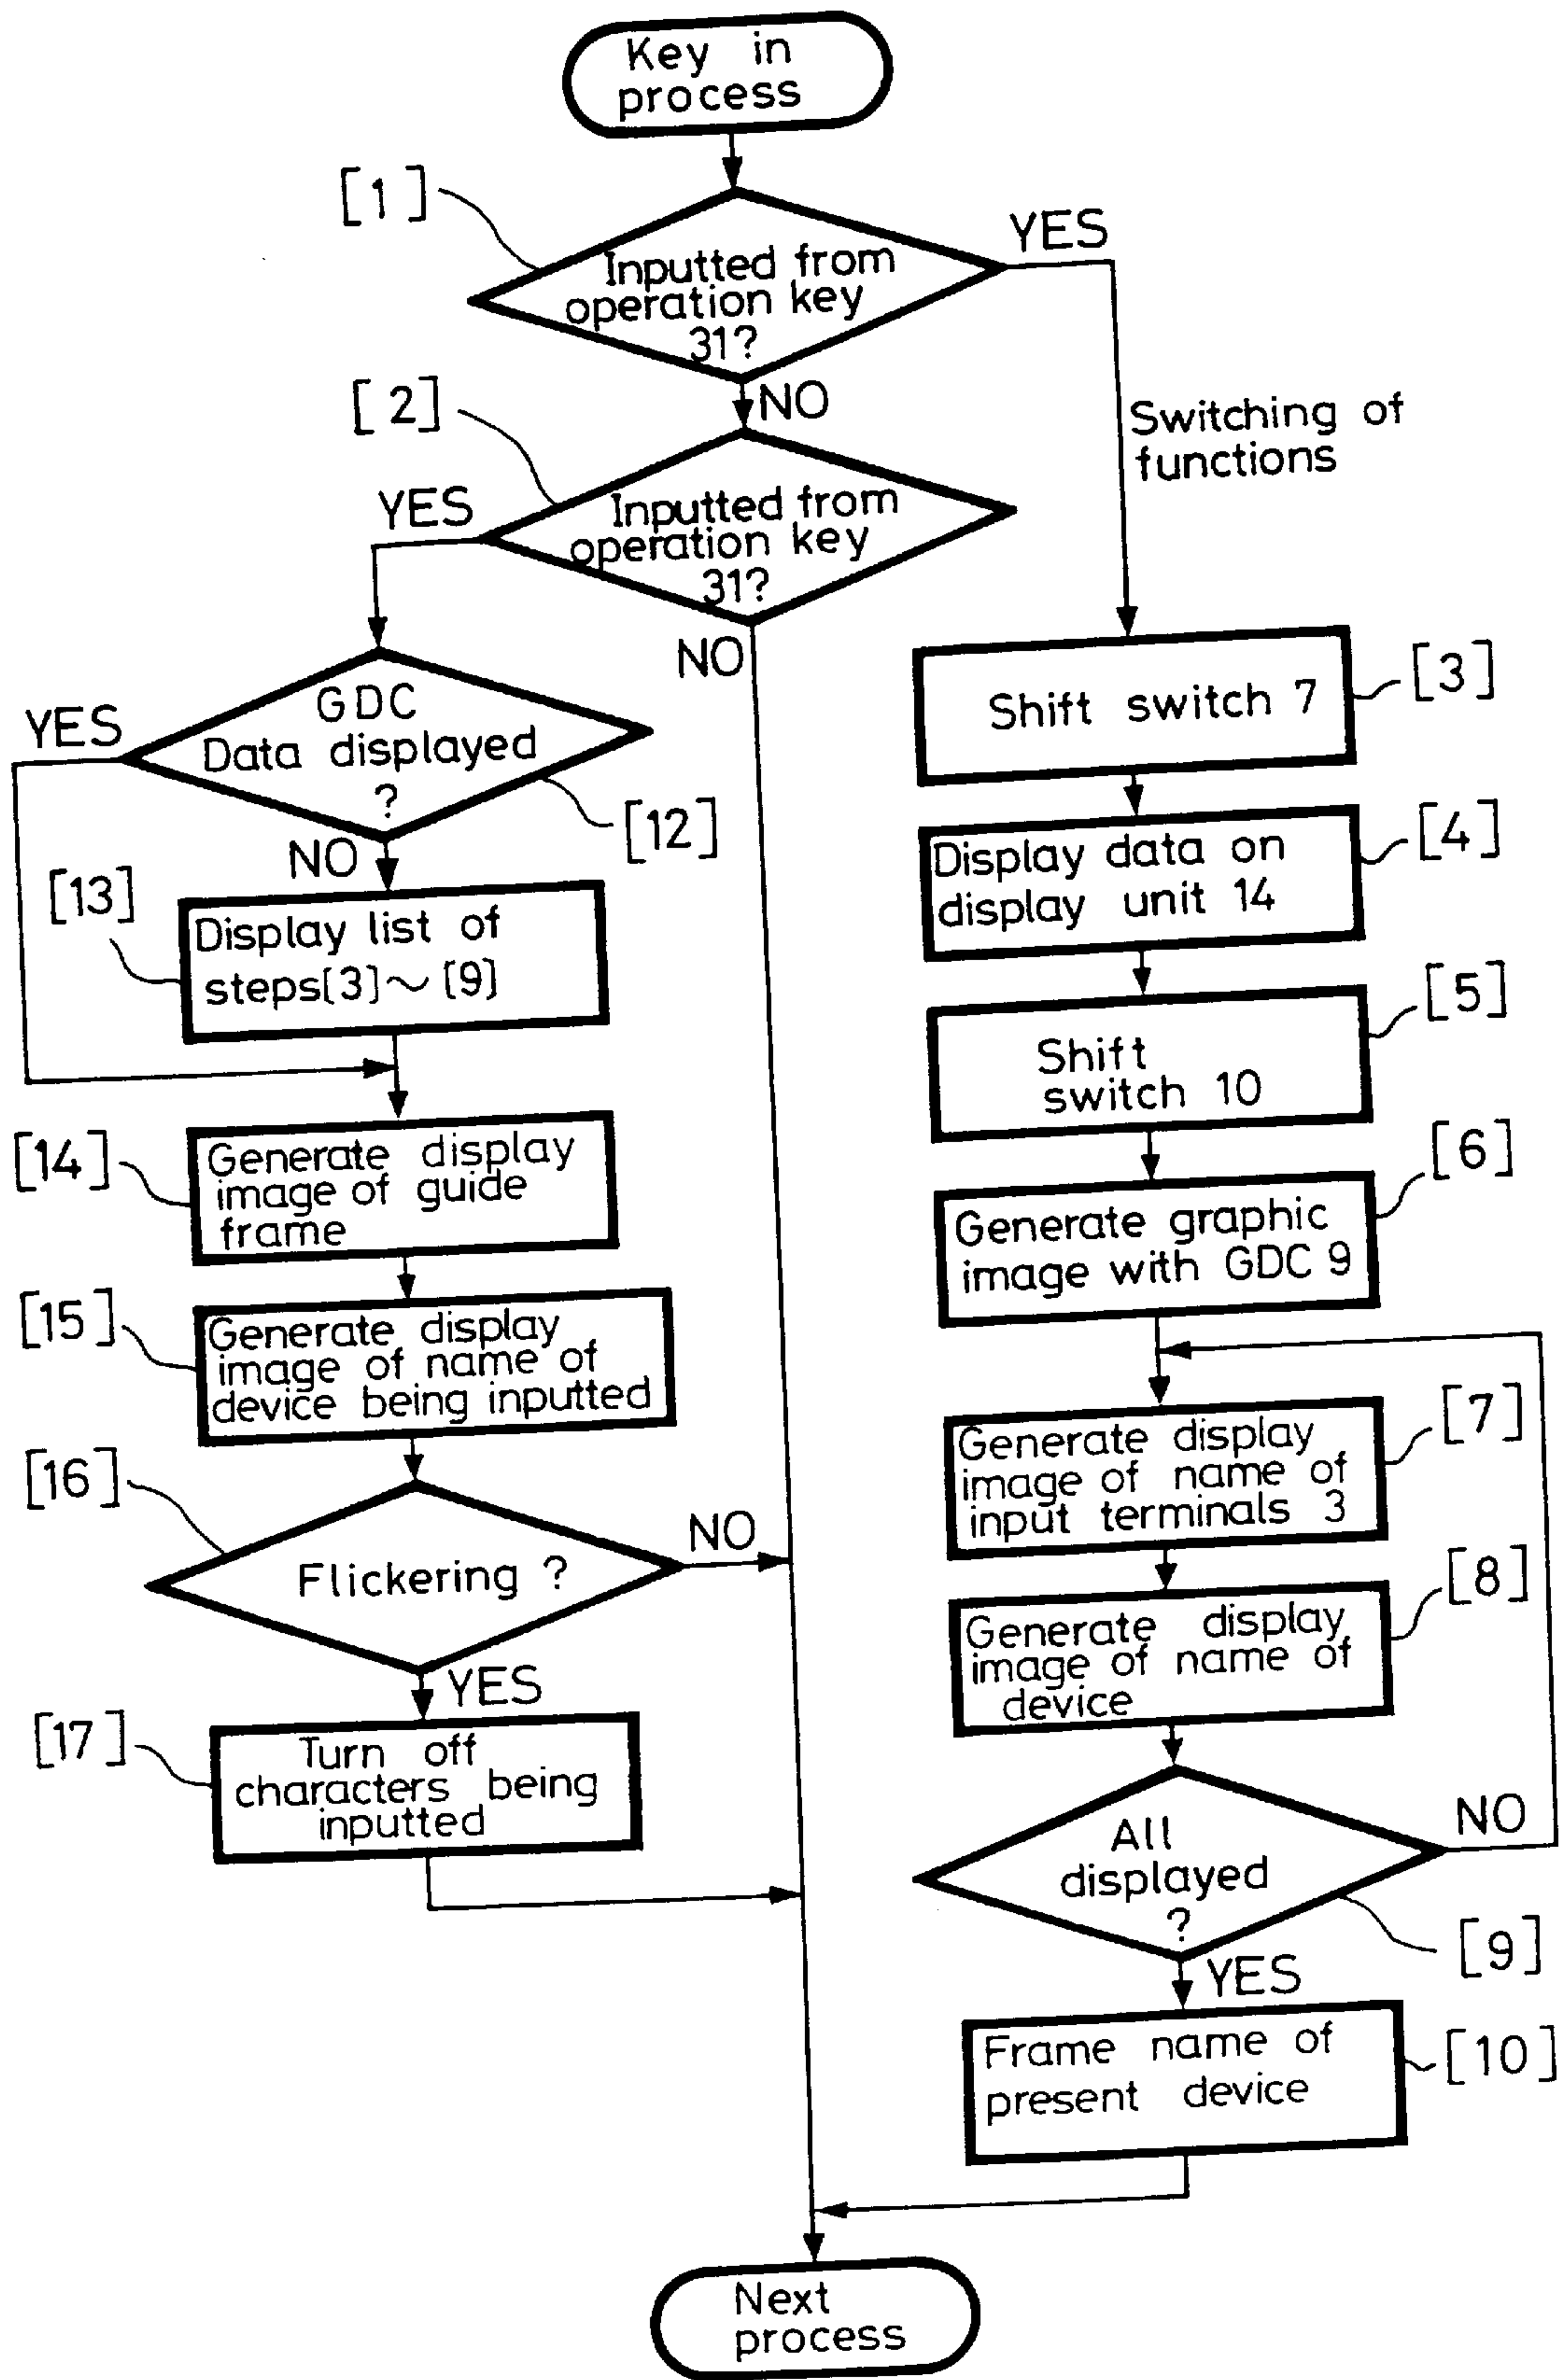 Key in
process
[1]
YES
Inputted from
operation key
31?
[2]
NO
Switching of
functions
YES
Inputted from
operation key
31?
NO
Shift switch 7
[3]
YES
GDC
Data displayed
?
[12]
NO
Display data on
display unit 14
[4]
[13]
Display list of
steps[3]~[9]
Shift
switch 10
[5]
[14]
Generate display
image of guide
frame
Generate graphic
image with GDC 9
[6]
[15]
Generate display
image of name of
device being inputted
Generate display
image of name of
input terminals 3
[7]
[16]
Flickering ?
NO
Generate display
image of name of
device
[8]
YES
[17]
Turn off
characters being
inputted
All
displayed
?
NO
[9]
YES
Frame name of
present device
[10]
Next
process